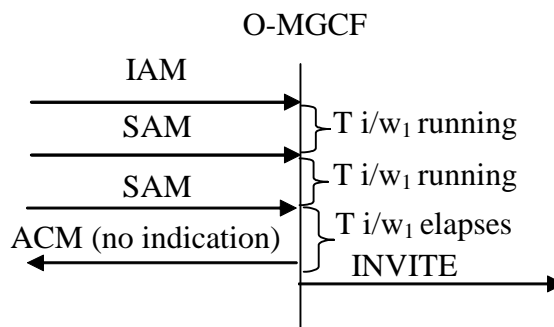 O-MGCF
IAM
T i/w₁ running
SAM
T i/w₁ running
SAM
T i/w₁ elapses
ACM (no indication)
INVITE